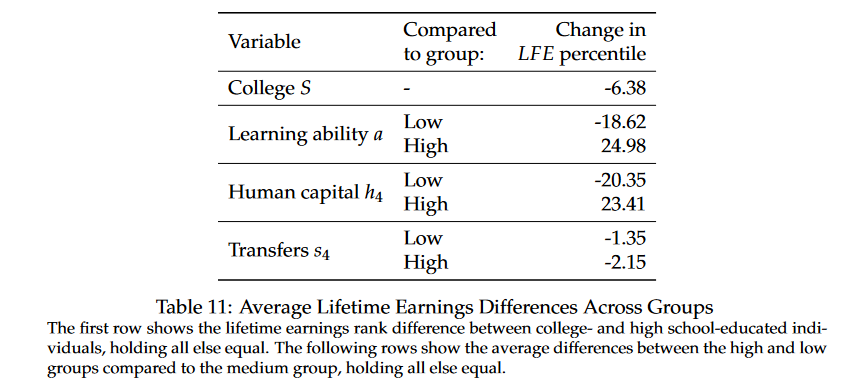 Variable Compared to group: Change in LFE percentile
College S - -6.38
Learning ability a Low -18.62
High 24.98
Human capital h4 Low -20.35
High 23.41
Transfers s4 Low -1.35
High -2.15
Table 11: Average Lifetime Earnings Differences Across Groups
The first row shows the lifetime earnings rank difference between college- and high school-educated indi-
viduals, holding all else equal. The following rows show the average differences between the high and low
groups compared to the medium group, holding all else equal.